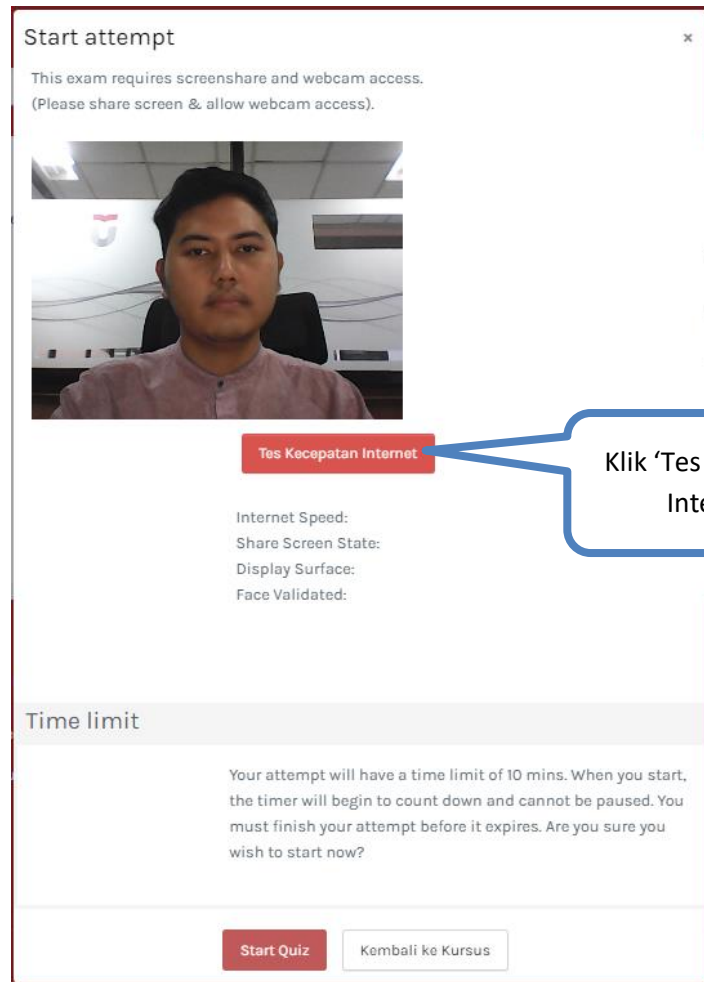 Start attempt
×
This exam requires screenshare and webcam access.
(Please share screen & allow webcam access).
Tes Kecepatan Internet
Klik ‘Tes
Internet Speed:
Share Screen State:
Display Surface:
Face Validated:
Time limit
Your attempt will have a time limit of 10 mins. When you start,
the timer will begin to count down and cannot be paused. You
must finish your attempt before it expires. Are you sure you
wish to start now?
Start Quiz
Kembali ke Kursus